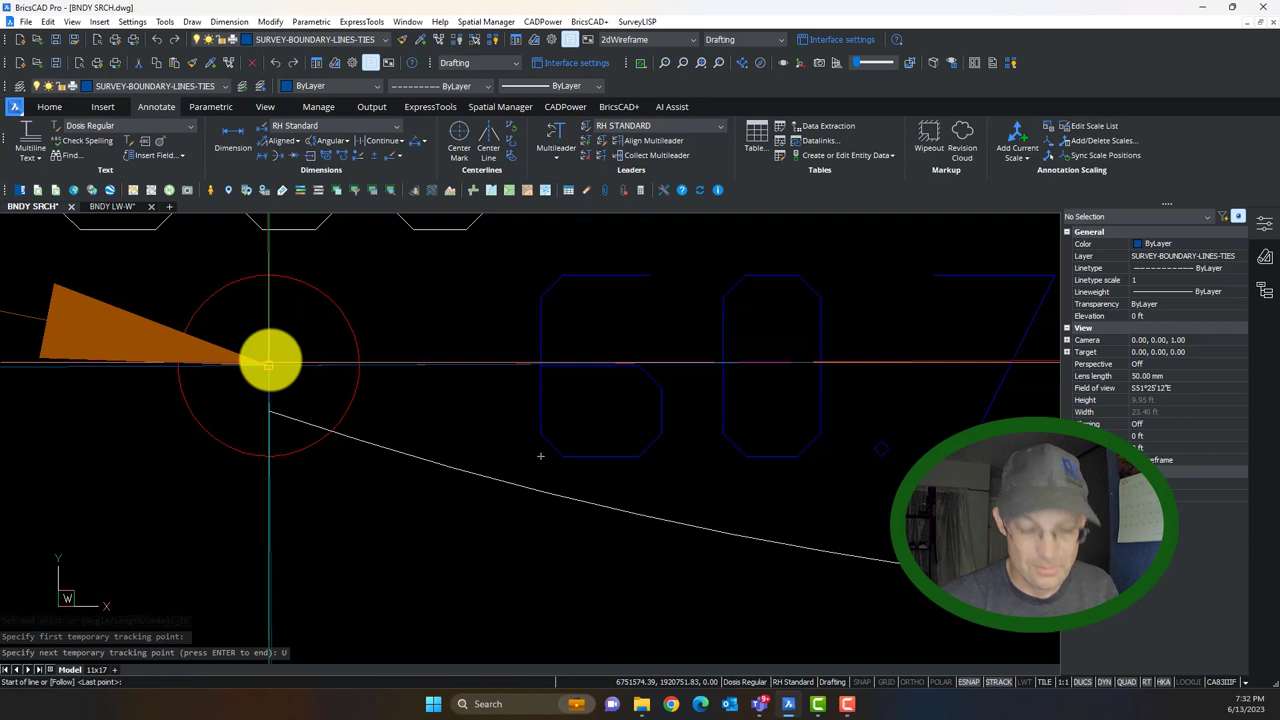 BricsCAD Pro - [BNDY SRCH.dwg]
File Edit View Insert Settings Tools Draw Dimension Modify Parametric ExpressTools Window Help SurveyCAD CADPower BricsCAD+ SurveyLISP
SURVEY-BOUNDARY-LINES-TIES 2dWireframe Drafting Interface settings
Drafting Interface settings
SURVEY-BOUNDARY-LINES-TIES ByLayer ByLayer ByLayer
Home Insert Annotate Parametric View Manage Output ExpressTools Spatial Manager CADPower BricsCAD+ AI Assist
Dosis Regular RH Standard RH STANDARD Data Extraction Edit Scale List
Check Spelling Aligned Angular Continue Align Multileader Datalinks... Add/Delete Scales...
Multiline Text Find... Insert Field... Dimension Center Mark Center Line Multileader Collect Multileader Table... Create or Edit Entity Data Wipeout Revision Cloud Add Current Scale Sync Scale Positions
Text Dimensions Centerlines Leaders Tables Markup Annotation Scaling
BNDY SRCH* BNDY LW-W*
No Selection
General
Color ByLayer
Layer SURVEY-BOUNDARY-LINES-TIES
Linetype ByLayer
Linetype scale 1
Lineweight ByLayer
Transparency ByLayer
Elevation 0 ft
View
Camera 0.00, 0.00, 1.00
Target 0.00, 0.00, 0.00
Perspective Off
Lens length 50.00 mm
Field of view S51°25'12"E
Height 9.95 ft
Width 23.40 ft
Off
0 ft
0 ft
Y
W X
Specify first temporary tracking point:
Specify next temporary tracking point (press ENTER to end): U
Model 11x17
Start of line or [Follow] <Last point>: 6751574.39, 1920751.83, 0.00 Dosis Regular RH Standard Drafting SNAP GRID ORTHO POLAR ESNAP STRACK LWT TILE 1:1 DUCS DYN QUAD RT HKA LOCKUI CA83IIIF
Search
7:32 PM
6/13/2023